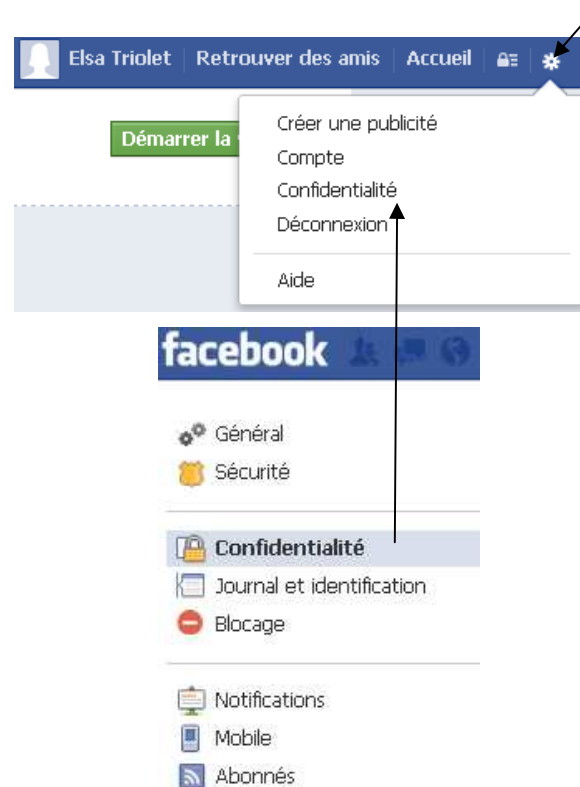 Elsa Triolet Retrouver des amis Accueil
Démarrer la
Créer une publicité
Compte
Confidentialité
Déconnexion
Aide
facebook
Général
Sécurité
Confidentialité
Journal et identification
Blocage
Notifications
Mobile
Abonnés